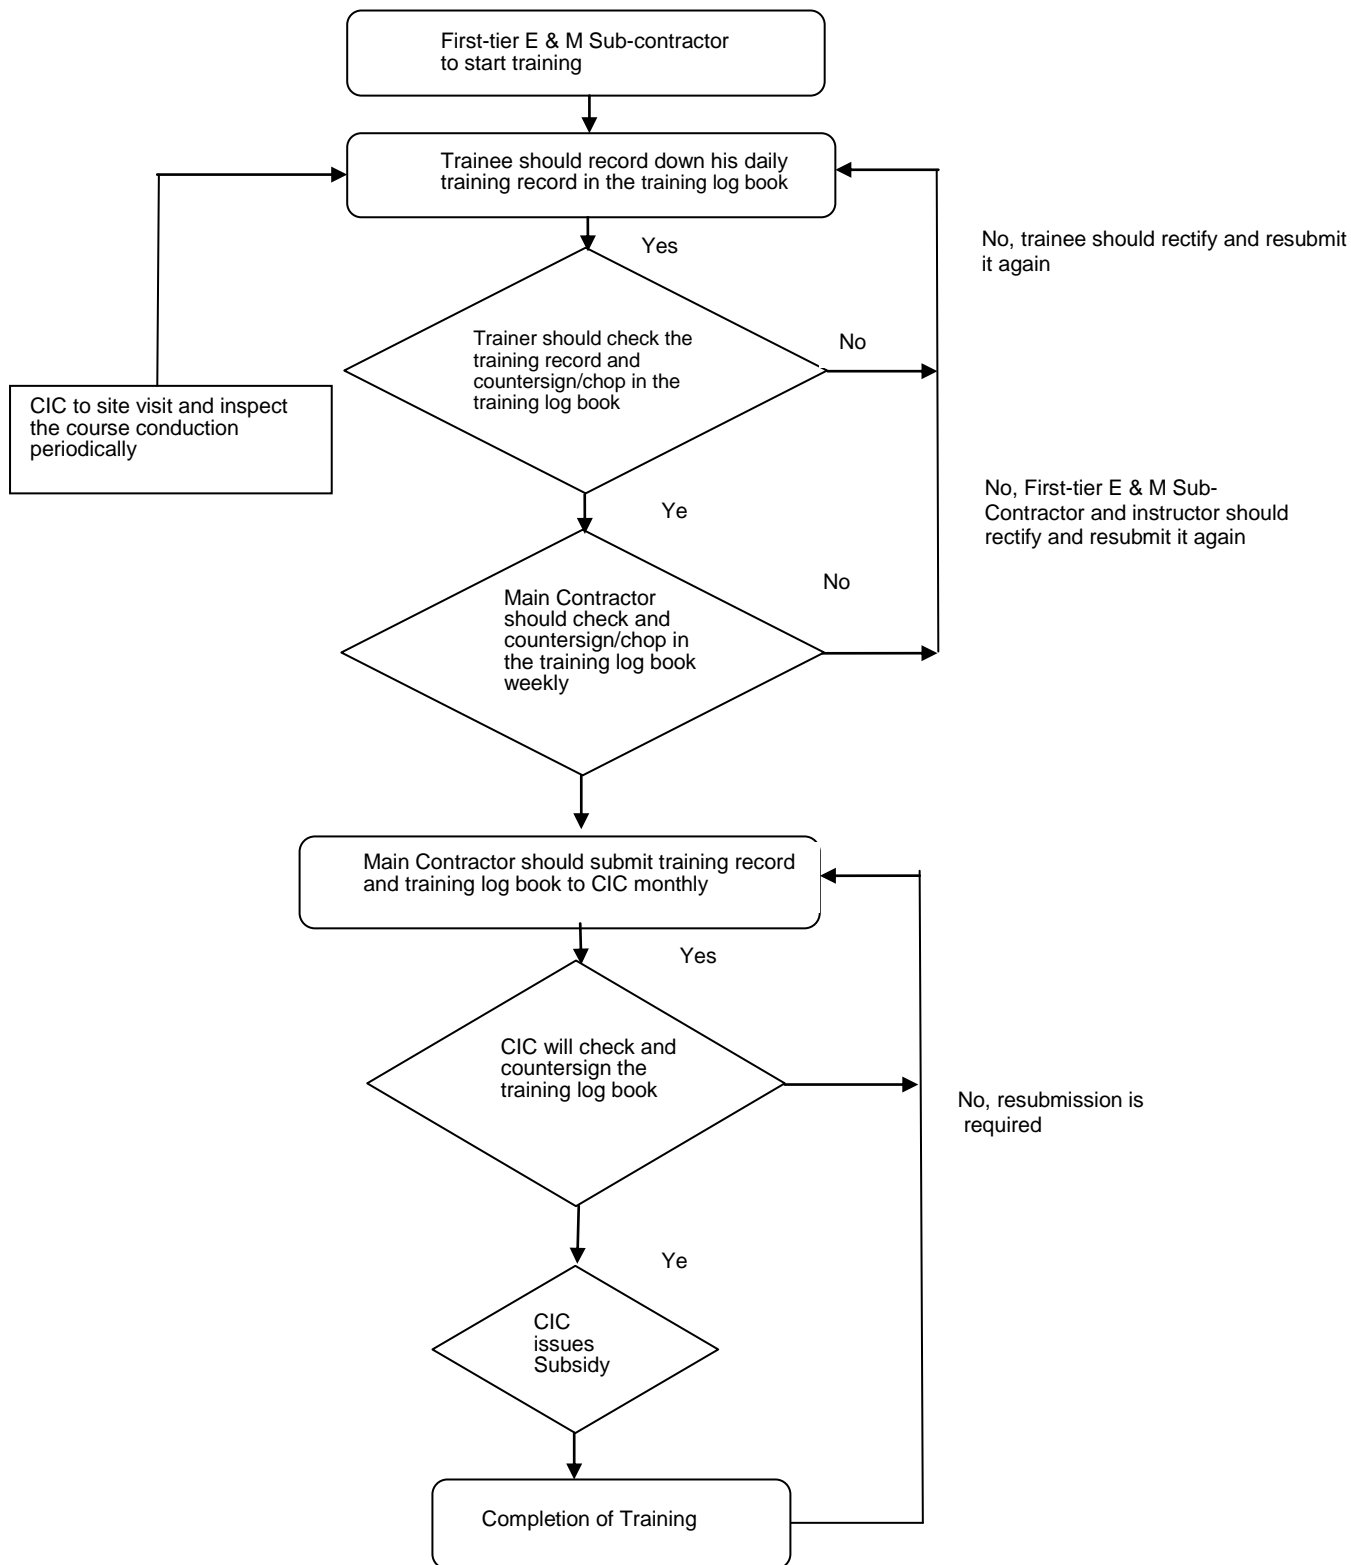 First-tier E & M Sub-contractor
to start training
Trainee should record down his daily
training record in the training log book
Yes
No, trainee should rectify and resubmit
it again
Trainer should check the
training record and
countersign/chop in the
training log book
No
CIC to site visit and inspect
the course conduction
periodically
Ye
No, First-tier E & M Sub-
Contractor and instructor should
rectify and resubmit it again
No
Main Contractor
should check and
countersign/chop in
the training log book
weekly
Main Contractor should submit training record
and training log book to CIC monthly
Yes
CIC will check and
countersign the
training log book
No, resubmission is
required
Ye
CIC
issues
Subsidy
Completion of Training